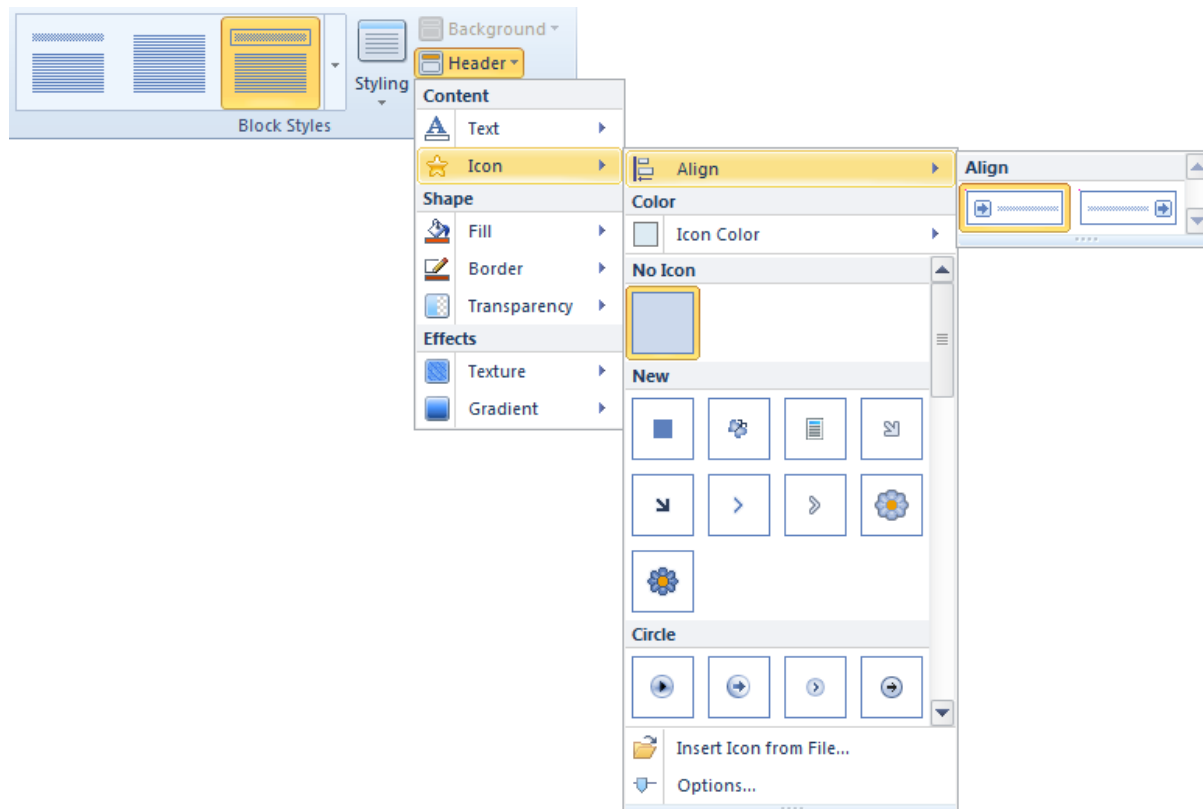 Background
Header
Styling
Block Styles
Content
Text
Icon
Shape
Fill
Border
Transparency
Effects
Texture
Gradient
Align
Color
Icon Color
No Icon
New
Circle
Insert Icon from File...
Options...
Align